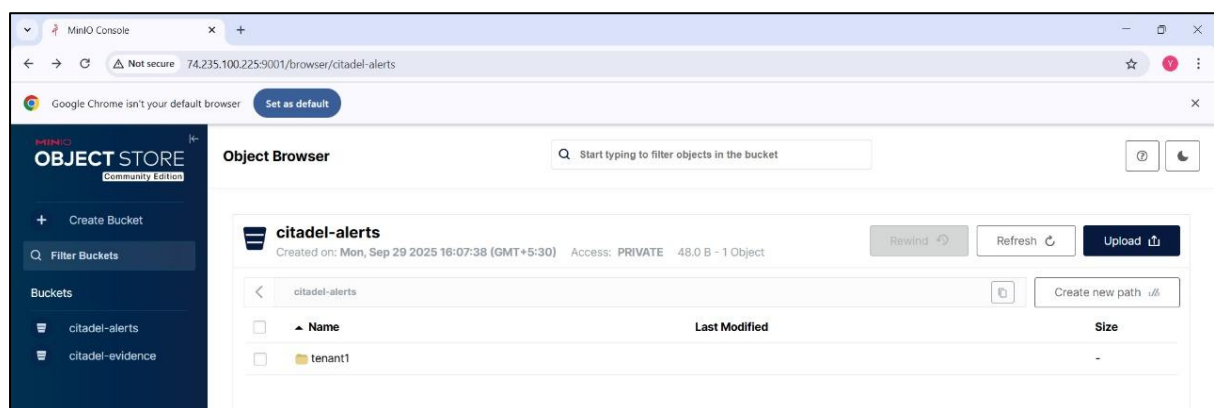 MinIO Console
Not secure 74.235.100.225:9001/browser/citadel-alerts
Y
Google Chrome isn't your default browser Set as default
MINIO
OBJECT STORE
Community Edition
Object Browser
Start typing to filter objects in the bucket
Create Bucket
Filter Buckets
Buckets
citadel-alerts
citadel-evidence
citadel-alerts
Created on: Mon, Sep 29 2025 16:07:38 (GMT+5:30) Access: PRIVATE 48.0 B - 1 Object
Rewind Refresh Upload
citadel-alerts
Create new path
Name Last Modified Size
tenant1 -